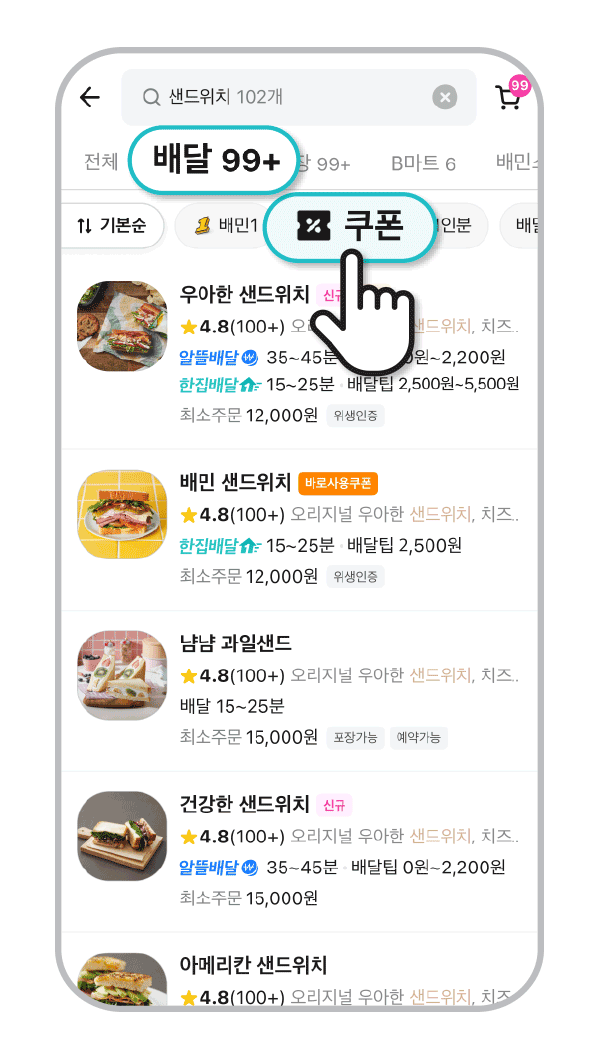 샌드위치 102개
99
전체
배달 99+
장 99+
B마트 6
배민
기본순
배민1
쿠폰
1인분
배달
우아한 샌드위치 신규
4.8(100+) 샌드위치, 치즈..
알뜰배달 35~45분 0원~2,200원
한집배달 15~25분 · 배달팁 2,500원~5,500원
최소주문 12,000원 위생인증
배민 샌드위치 바로사용쿠폰
4.8(100+) 오리지널 우아한 샌드위치, 치즈..
한집배달 15~25분 · 배달팁 2,500원
최소주문 12,000원 위생인증
냠냠 과일샌드
4.8(100+) 오리지널 우아한 샌드위치, 치즈..
배달 15~25분
최소주문 15,000원 포장가능 예약가능
건강한 샌드위치 신규
4.8(100+) 오리지널 우아한 샌드위치, 치즈..
알뜰배달 35~45분 · 배달팁 0원~2,200원
최소주문 15,000원
아메리칸 샌드위치
4.8(100+) 오리지널 우아한 샌드위치, 치즈..